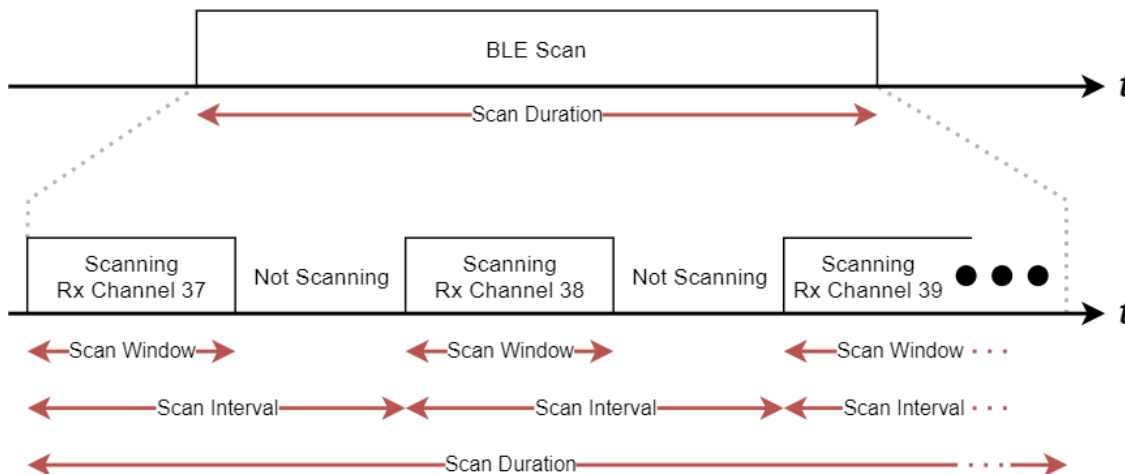 BLE Scan
t
Scan Duration
Scanning
Rx Channel 37
Not Scanning
Scanning
Rx Channel 38
Not Scanning
Scanning
Rx Channel 39
t
Scan Window
Scan Window
Scan Window
Scan Interval
Scan Interval
Scan Interval
Scan Duration